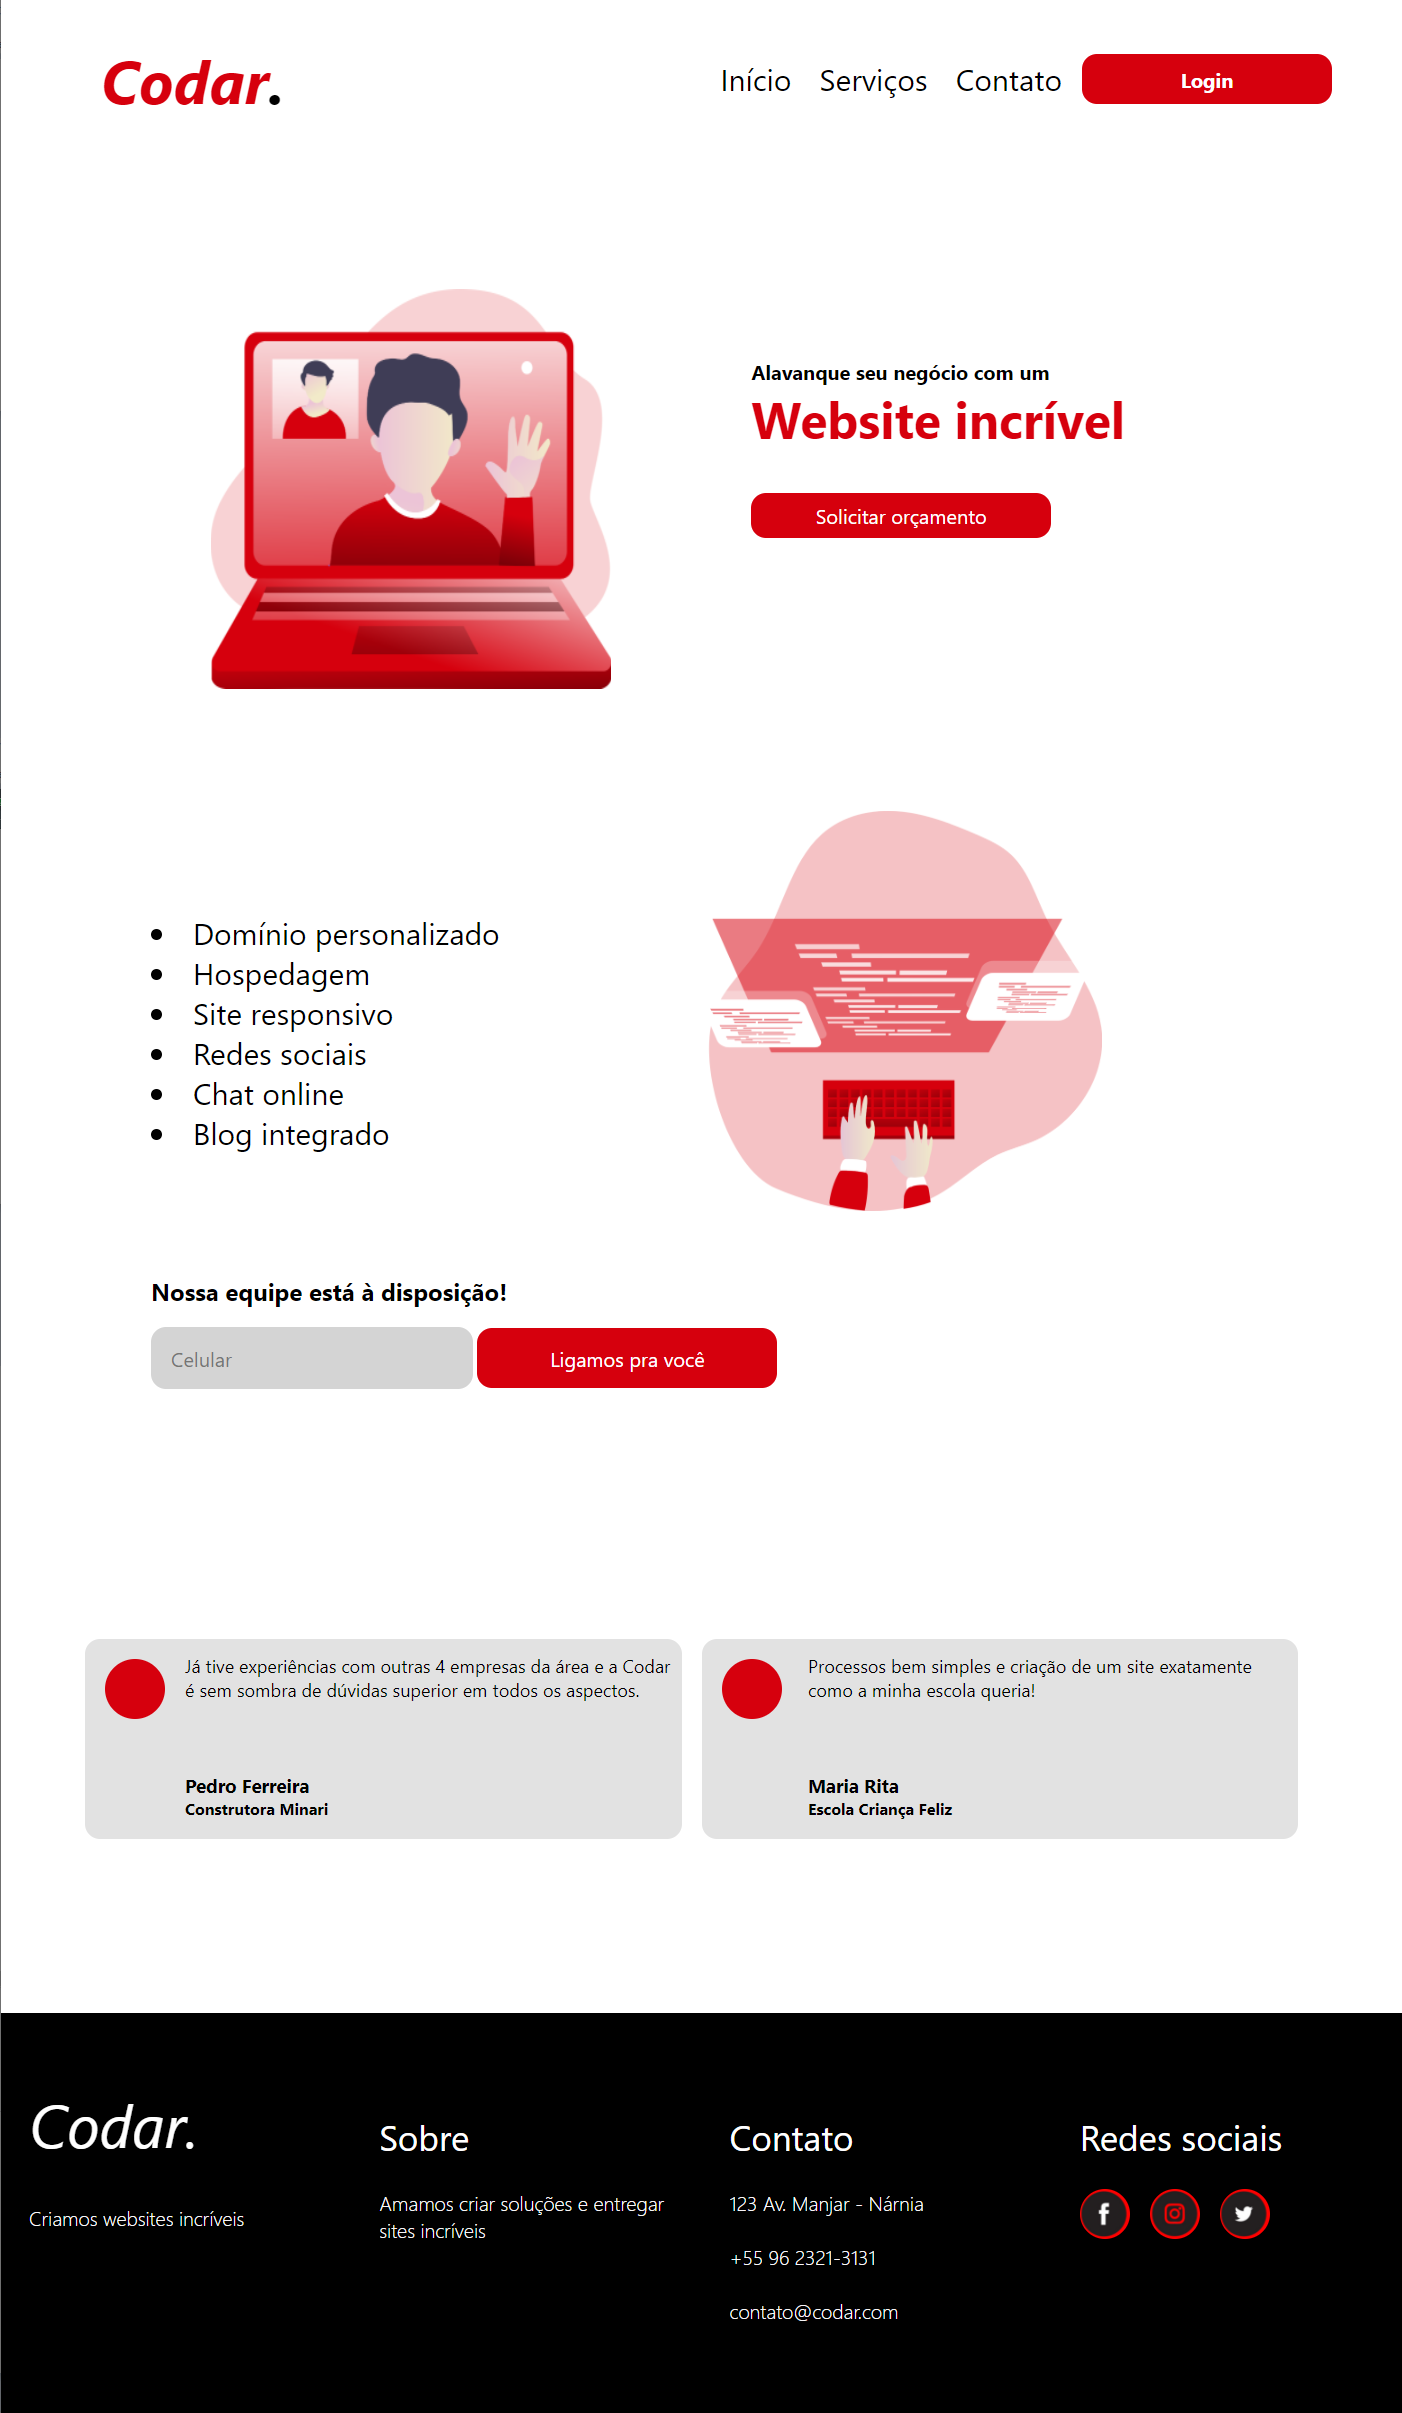 Codar.
Início Serviços Contato Login
Alavanque seu negócio com um
Website incrível
Solicitar orçamento
Domínio personalizado
Hospedagem
Site responsivo
Redes sociais
Chat online
Blog integrado
Nossa equipe está à disposição!
Celular Ligamos pra você
Já tive experiências com outras 4 empresas da área e a Codar
é sem sombra de dúvidas superior em todos os aspectos.
Pedro Ferreira
Construtora Minari
Processos bem simples e criação de um site exatamente
como a minha escola queria!
Maria Rita
Escola Criança Feliz
Codar.
Criamos websites incríveis
Sobre
Amamos criar soluções e entregar
sites incríveis
Contato
123 Av. Manjar - Nárnia
+55 96 2321-3131
contato@codar.com
Redes sociais